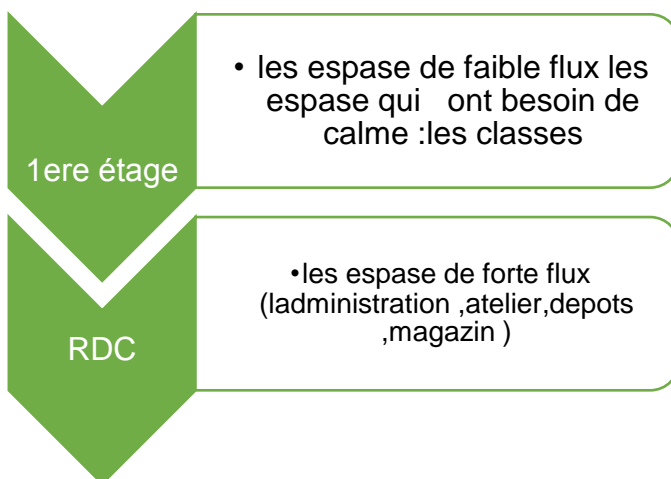 1ere étage
• les espase de faible flux les
espase qui ont besoin de
calme :les classes
RDC
•les espase de forte flux
(ladministration ,atelier,depots
,magazin )